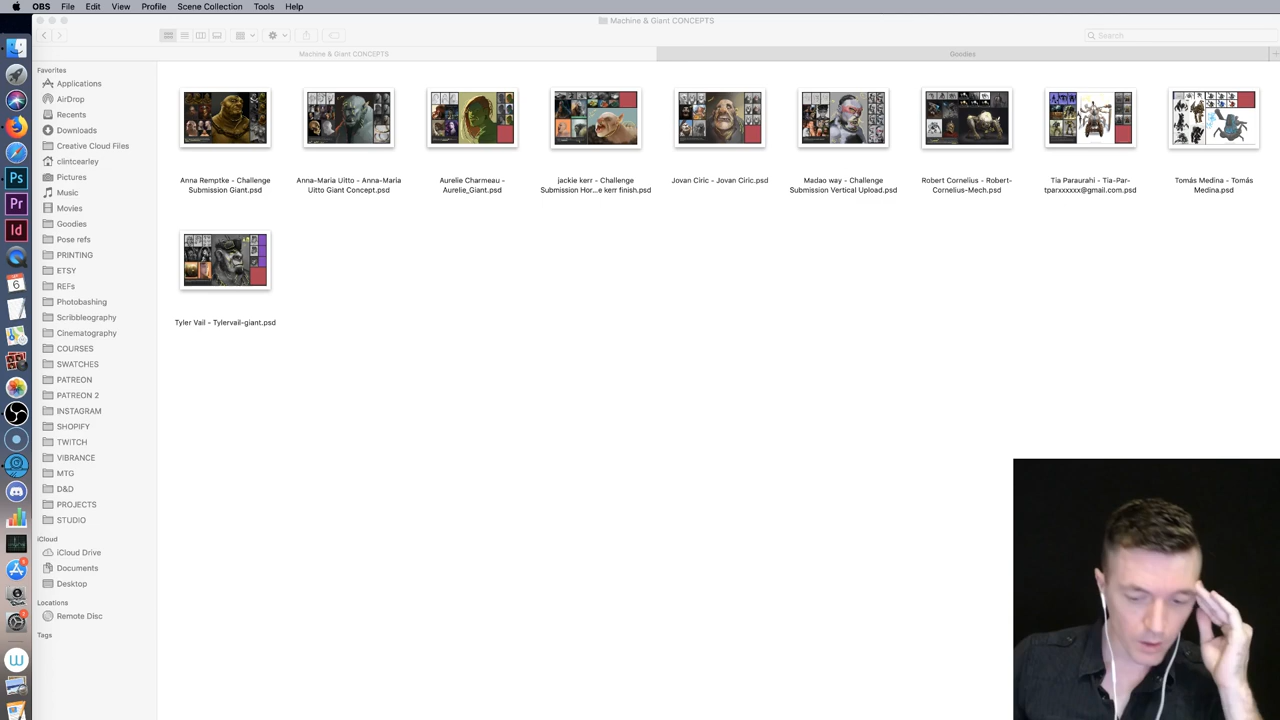 OBS File Edit View Profile Scene Collection Tools Help
Machine & Giant CONCEPTS
Search
Machine & Giant CONCEPTS
Goodies
Favorites
Applications
AirDrop
Recents
Downloads
Creative Cloud Files
clintcearley
Pictures
Music
Movies
Goodies
Pose refs
PRINTING
ETSY
REFs
Photobashing
Scribbleography
Cinematography
COURSES
SWATCHES
PATREON
PATREON 2
INSTAGRAM
SHOPIFY
TWITCH
VIBRANCE
MTG
D&D
PROJECTS
STUDIO
iCloud
iCloud Drive
Documents
Desktop
Locations
Remote Disc
Tags
Anna Remptke - Challenge
Submission Giant.psd
Anna-Maria Uitto - Anna-Maria
Uitto Giant Concept.psd
Aurelie Charmeau -
Aurelie_Giant.psd
jackie kerr - Challenge
Submission Hor...e kerr finish.psd
Jovan Ciric - Jovan Ciric.psd
Madao way - Challenge
Submission Vertical Upload.psd
Robert Cornelius - Robert-
Cornelius-Mech.psd
Tia Paraurahi - Tia-Par-
tparxxxxxx@gmail.com.psd
Tomás Medina - Tomás
Medina.psd
Tyler Vail - Tylervail-giant.psd
Ps
Pr
Id
6
W